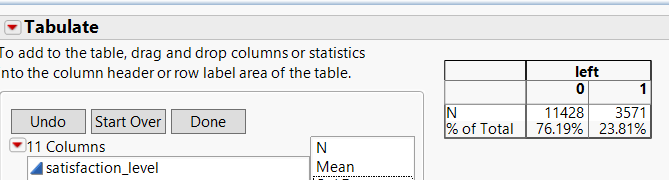 Tabulate
To add to the table, drag and drop columns or statistics
into the column header or row label area of the table.
left
0 1
N 11428 3571
% of Total 76.19% 23.81%
Undo Start Over Done
11 Columns
satisfaction_level
N
Mean